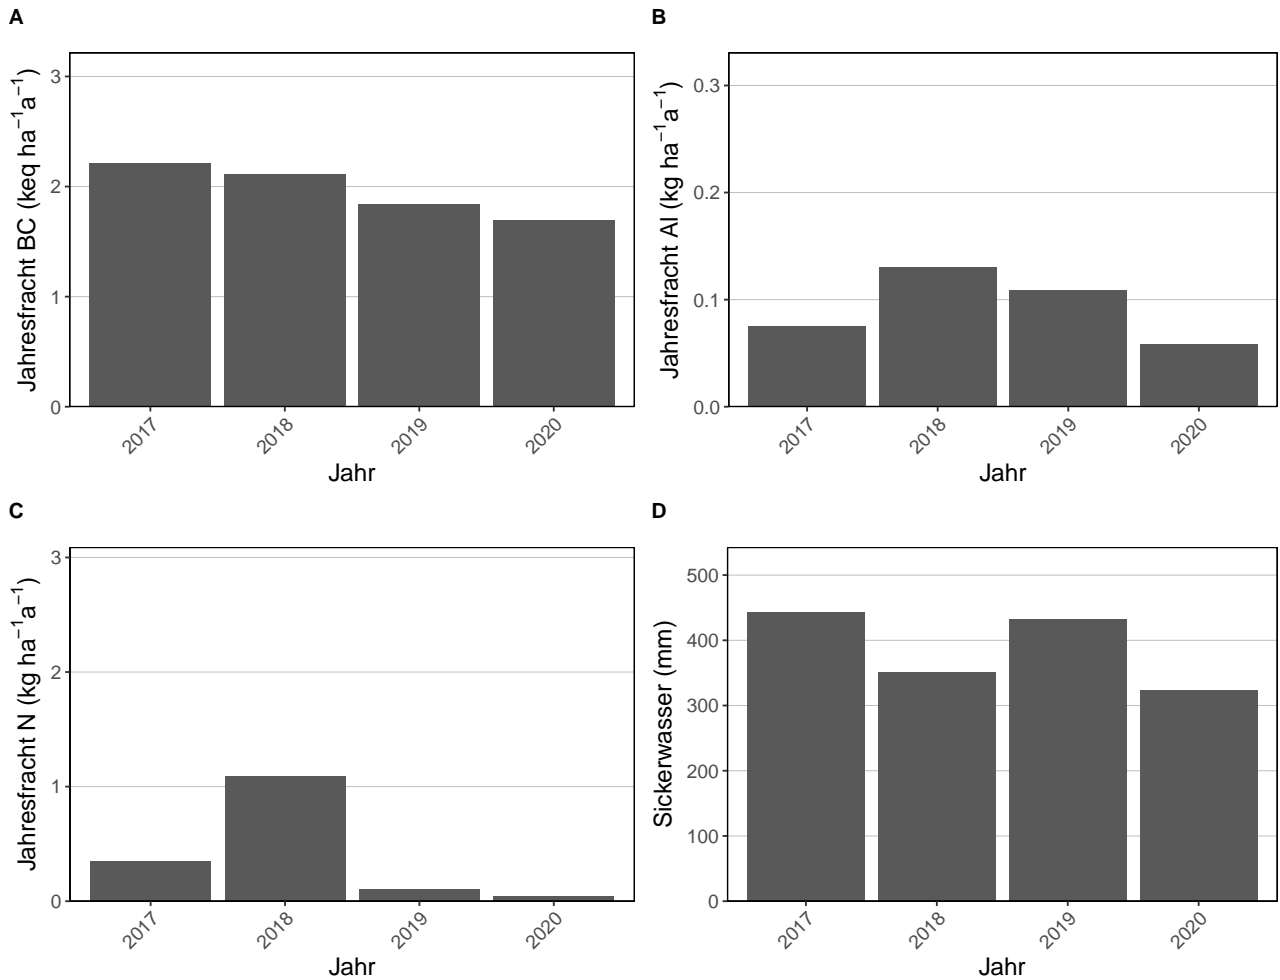 A
Jahresfracht BC (keq ha⁻¹a⁻¹)
3
2
1
0
2017 2018 2019 2020
Jahr
B
Jahresfracht Al (kg ha⁻¹a⁻¹)
0.3
0.2
0.1
0.0
2017 2018 2019 2020
Jahr
C
Jahresfracht N (kg ha⁻¹a⁻¹)
3
2
1
0
2017 2018 2019 2020
Jahr
D
Sickerwasser (mm)
500
400
300
200
100
0
2017 2018 2019 2020
Jahr